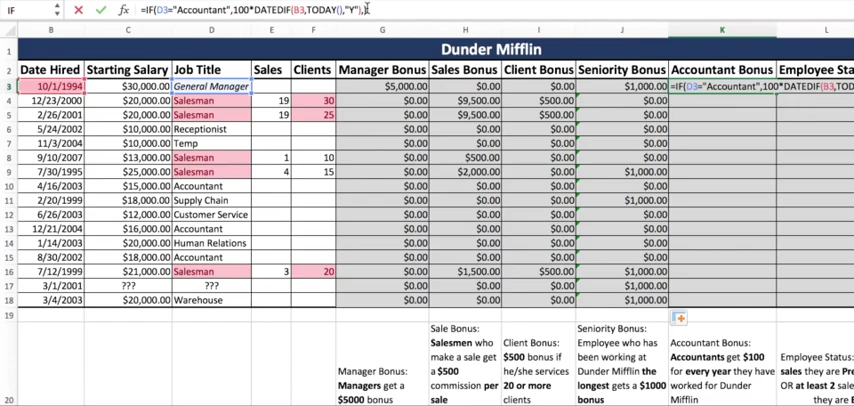 IF × ✓ fx =IF(D3="Accountant",100*DATEDIF(B3,TODAY(),"Y"),
B C D E F G H I J K L
1 Dunder Mifflin
2 Date Hired Starting Salary Job Title Sales Clients Manager Bonus Sales Bonus Client Bonus Seniority Bonus Accountant Bonus Employee Sta
3 10/1/1994 $30,000.00 General Manager $5,000.00 $0.00 $0.00 $1,000.00 =IF(D3="Accountant",100*DATEDIF(B3,TOD
4 12/23/2000 $20,000.00 Salesman 19 30 $0.00 $9,500.00 $500.00 $0.00
5 2/26/2001 $20,000.00 Salesman 19 25 $0.00 $9,500.00 $500.00 $0.00
6 5/24/2002 $10,000.00 Receptionist $0.00 $0.00 $0.00 $0.00
7 11/3/2004 $10,000.00 Temp $0.00 $0.00 $0.00 $0.00
8 9/10/2007 $13,000.00 Salesman 1 10 $0.00 $500.00 $0.00 $0.00
9 7/30/1995 $25,000.00 Salesman 4 15 $0.00 $2,000.00 $0.00 $1,000.00
10 4/16/2003 $15,000.00 Accountant $0.00 $0.00 $0.00 $0.00
11 2/20/1999 $18,000.00 Supply Chain $0.00 $0.00 $0.00 $1,000.00
12 6/26/2003 $12,000.00 Customer Service $0.00 $0.00 $0.00 $0.00
13 12/21/2004 $16,000.00 Accountant $0.00 $0.00 $0.00 $0.00
14 1/14/2003 $20,000.00 Human Relations $0.00 $0.00 $0.00 $0.00
15 8/30/2002 $18,000.00 Accountant $0.00 $0.00 $0.00 $0.00
16 7/12/1999 $21,000.00 Salesman 3 20 $0.00 $1,500.00 $500.00 $1,000.00
17 3/1/2001 ??? ??? $0.00 $0.00 $0.00 $1,000.00
18 3/4/2003 $20,000.00 Warehouse $0.00 $0.00 $0.00 $1,000.00
19
20
Manager Bonus:
Managers get a
$5000 bonus
Sale Bonus:
Salesmen who
make a sale get
a $500
commission per
sale
Client Bonus:
$500 bonus if
he/she services
20 or more
clients
Seniority Bonus:
Employee who has
been working at
Dunder Mifflin the
longest gets a $1000
bonus
Accountant Bonus:
Accountants get $100
for every year they have
worked for Dunder
Mifflin
Employee Status:
sales they are Pre
OR at least 2 sale
they are E